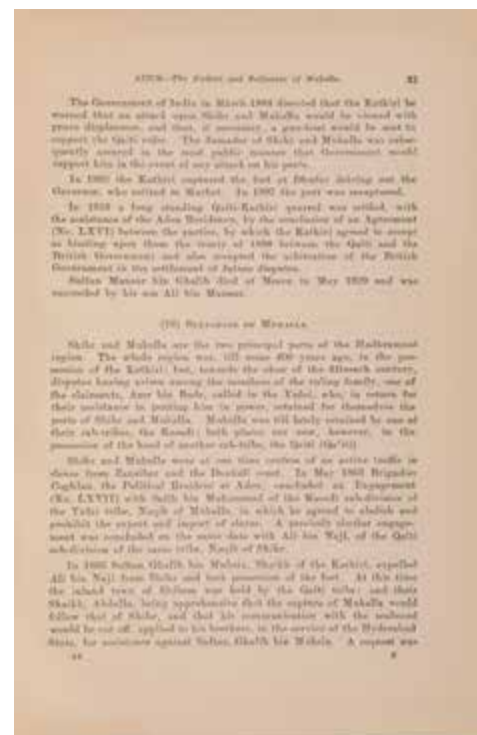 ADEN—The Kathiri and Sultanate of Mukalla. 21
The Government of India in March 1884 directed that the Kathiri be
warned that an attack upon Shihr and Mukalla would be viewed with
grave displeasure, and that, if necessary, a gun-boat would be sent to
support the Qaiti ruler. The Jemadar of Shihr and Mukalla was subse-
quently assured in the most public manner that Government would
support him in the event of any attack on his ports.
In the Kathiri captured the fort at driving out the
Governor, who retired to In 1897 the port was recaptured.
In 1918 a long standing Qaiti-Kathiri quarrel was settled, with
the assistance of the Aden Residency, by the conclusion of an Agreement
(No. LXVI) between the parties, by which the Kathiri agreed to accept
as binding upon them the treaty of 1888 between the Qaiti and the
British Government and also accepted the arbitration of the British
Government in the settlement of future disputes.
Sultan Mansur bin Ghalib died at Mecca in May 1929 and was
succeeded by his son Ali bin Mansur.
OF MUKALLA.
Shihr and Mukalla are the two principal ports of the Hadhramaut
region. The whole region was, till some 400 years ago, in the pos-
session of the Kathiri; but, towards the close of the fifteenth century,
disputes having arisen among the members of the ruling family, one of
the claimants, bin called in the Yafai, who, in return for
their assistance in putting him in power, retained for themselves the
ports of Shihr and Mukalla. Mukalla was till lately retained by one of
their sub-tribes, the Kasadi; both places are now, however, in the
possession of the head of another sub-tribe, the Qaiti
Shihr and Mukalla were at one time centres of an active traffic in
slaves from Zanzibar and the coast. In May 1863 Brigadier
Coghlan, the Political Resident at Aden, concluded an Engagement
(No. LXVII) with Salih bin Muhammad of the Kasadi sub-division of
the Yafai tribe, Naqib of Mukalla, in which he agreed to abolish and
prohibit the export and import of slaves. A precisely similar engage-
ment was concluded on the same date with Ali bin Naji, of the
sub-division of the same tribe, Naqib of Shihr.
In 1866 Sultan Ghalib bin Muhsin, Shaikh of the Kathiri, expelled
Ali bin Naji from Shihr and took possession of the fort. At this time
the inland town of Shibam was held by the Qaiti tribe; and their
Shaikh, Abdulla, being apprehensive that the capture of Mukalla would
follow that of Shihr, and that his communication with the seaboard
would be cut off, applied to his brothers, in the service of the Hyderabad
State, for assistance against Sultan Ghalib bin Muhsin. A request was